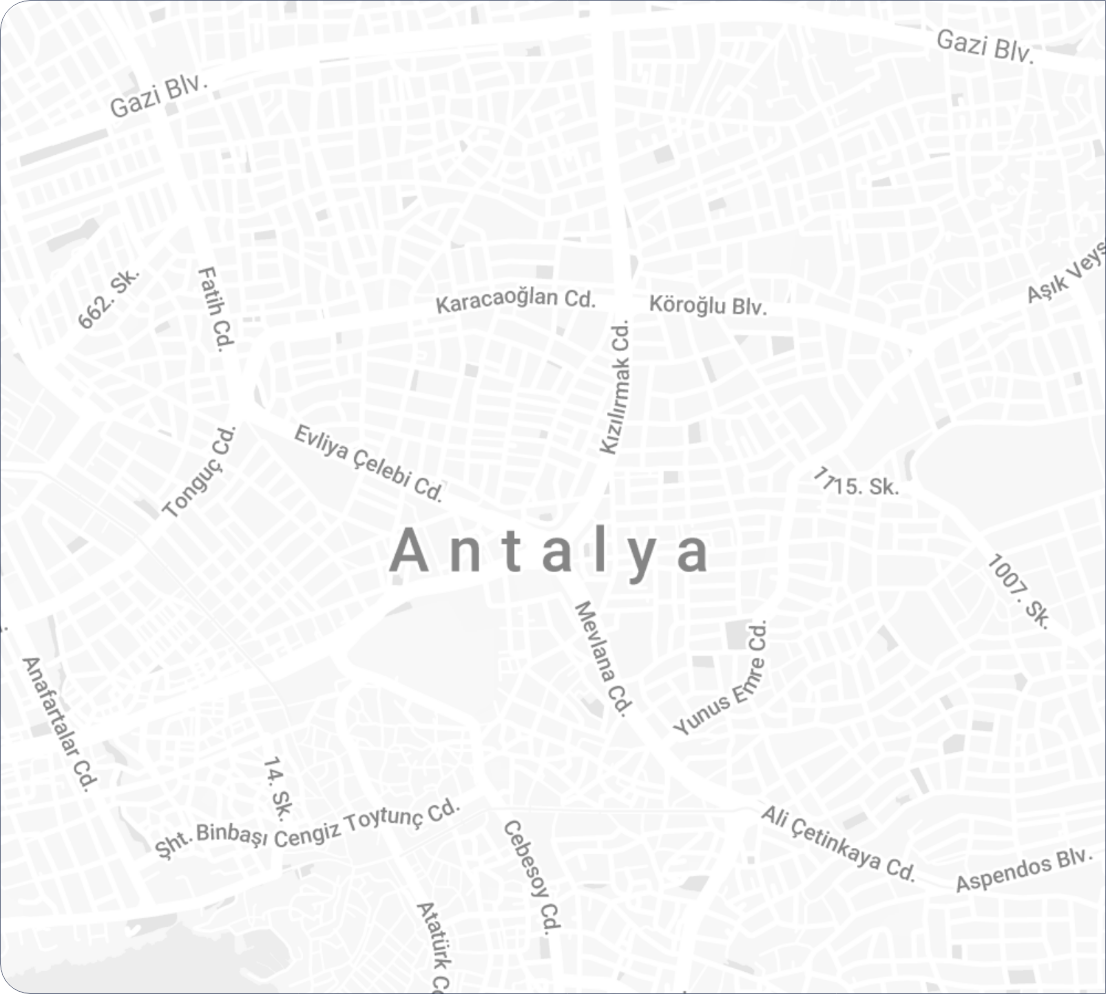 Gazi Blv.
Gazi Blv.
662. Sk.
Fatih Cd.
Karacaoğlan Cd.
Köroğlu Blv.
Aşık Veys
Kızılırmak Cd.
Evliya Çelebi Cd.
Tonguç Cd.
1715. Sk.
Antalya
1007. Sk.
Mevlana Cd.
Yunus Emre Cd.
Anafartalar Cd.
14. Sk.
Şht. Binbaşı Cengiz Toytunç Cd.
Cebesoy Cd.
Ali Çetinkaya Cd.
Aspendos Blv.
Atatürk C